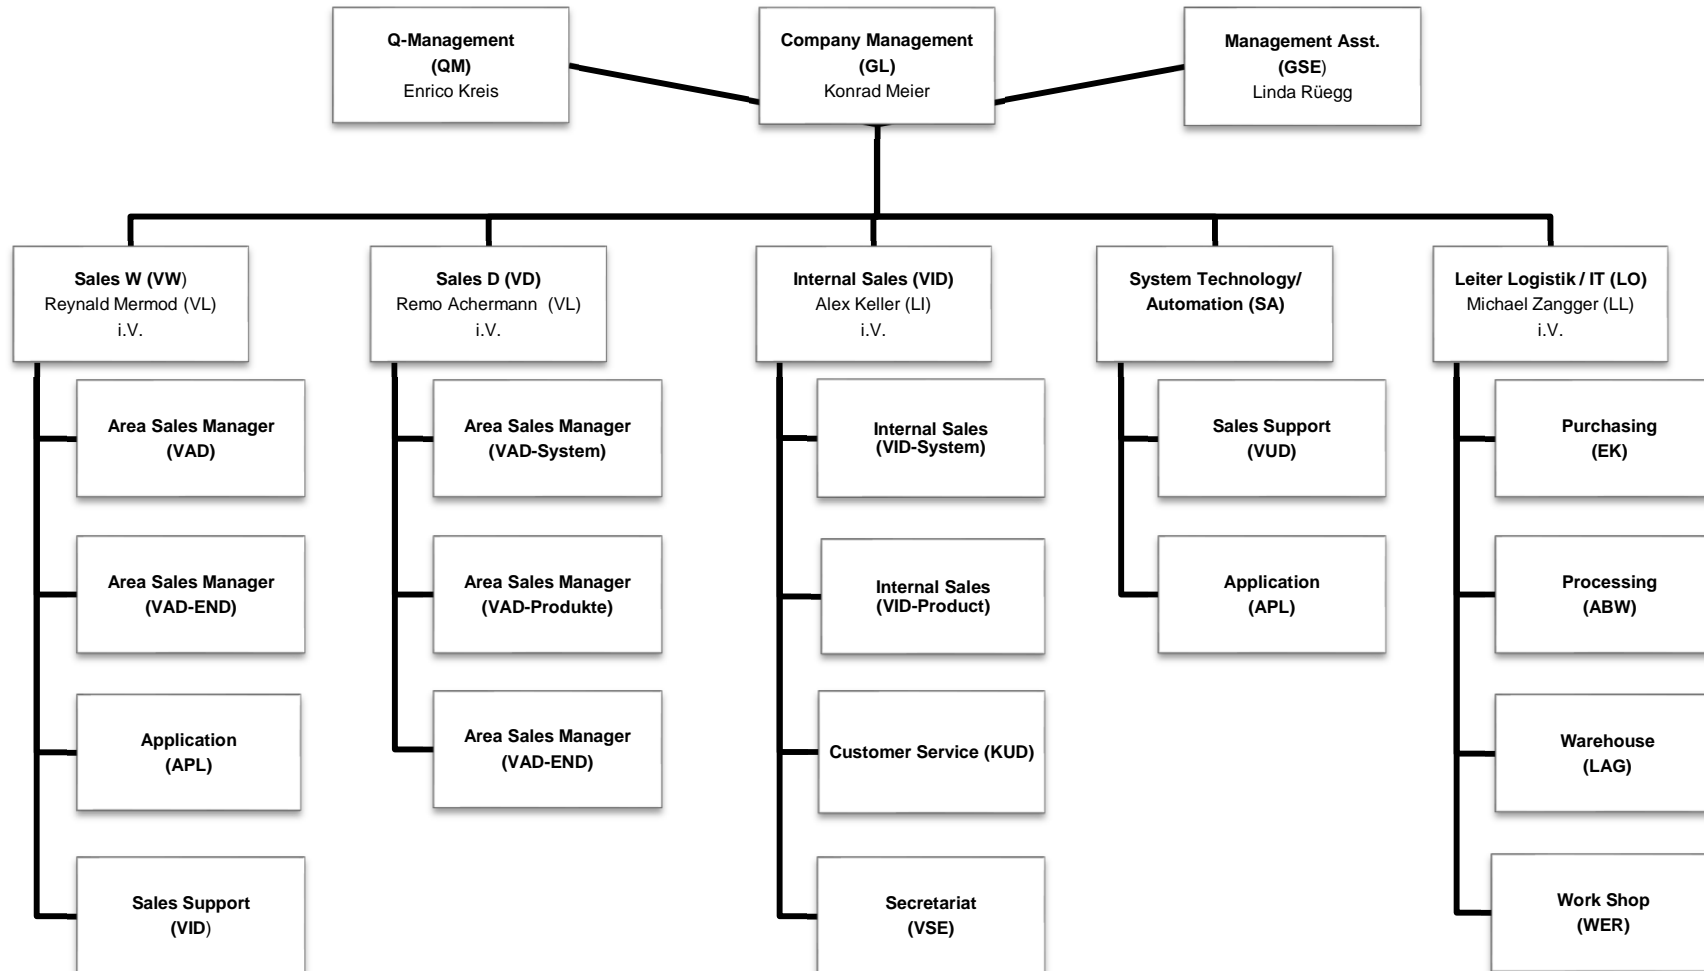 Q-Management
(QM)
Enrico Kreis
Company Management
(GL)
Konrad Meier
Management Asst.
(GSE)
Linda Rüegg
Sales W (VW)
Reynald Mermod (VL)
i.V.
Sales D (VD)
Remo Achermann (VL)
i.V.
Internal Sales (VID)
Alex Keller (LI)
i.V.
System Technology/
Automation (SA)
Leiter Logistik / IT (LO)
Michael Zangger (LL)
i.V.
Area Sales Manager
(VAD)
Area Sales Manager
(VAD-END)
Application
(APL)
Sales Support
(VID)
Area Sales Manager
(VAD-System)
Area Sales Manager
(VAD-Produkte)
Area Sales Manager
(VAD-END)
Internal Sales
(VID-System)
Internal Sales
(VID-Product)
Customer Service (KUD)
Secretariat
(VSE)
Sales Support
(VUD)
Application
(APL)
Purchasing
(EK)
Processing
(ABW)
Warehouse
(LAG)
Work Shop
(WER)